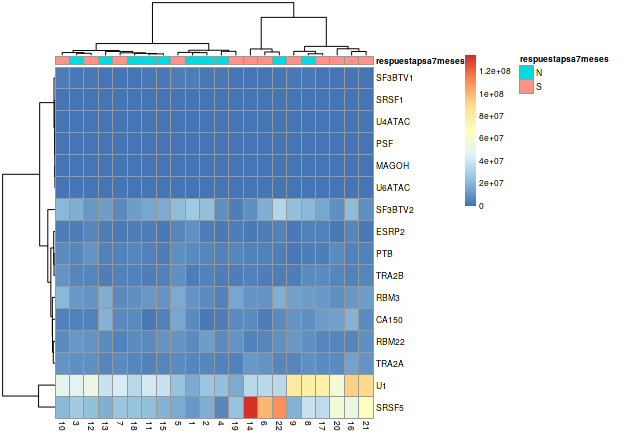 respuestapsa7meses
respuestapsa7meses
N
S
1.2e+08
1e+08
8e+07
6e+07
4e+07
2e+07
0
SF3BTV1
SRSF1
U4ATAC
PSF
MAGOH
U6ATAC
SF3BTV2
ESRP2
PTB
TRA2B
RBM3
CA150
RBM22
TRA2A
U1
SRSF5
10 3 12 13 7 18 11 15 5 1 2 4 19 14 6 22 9 8 17 20 16 21